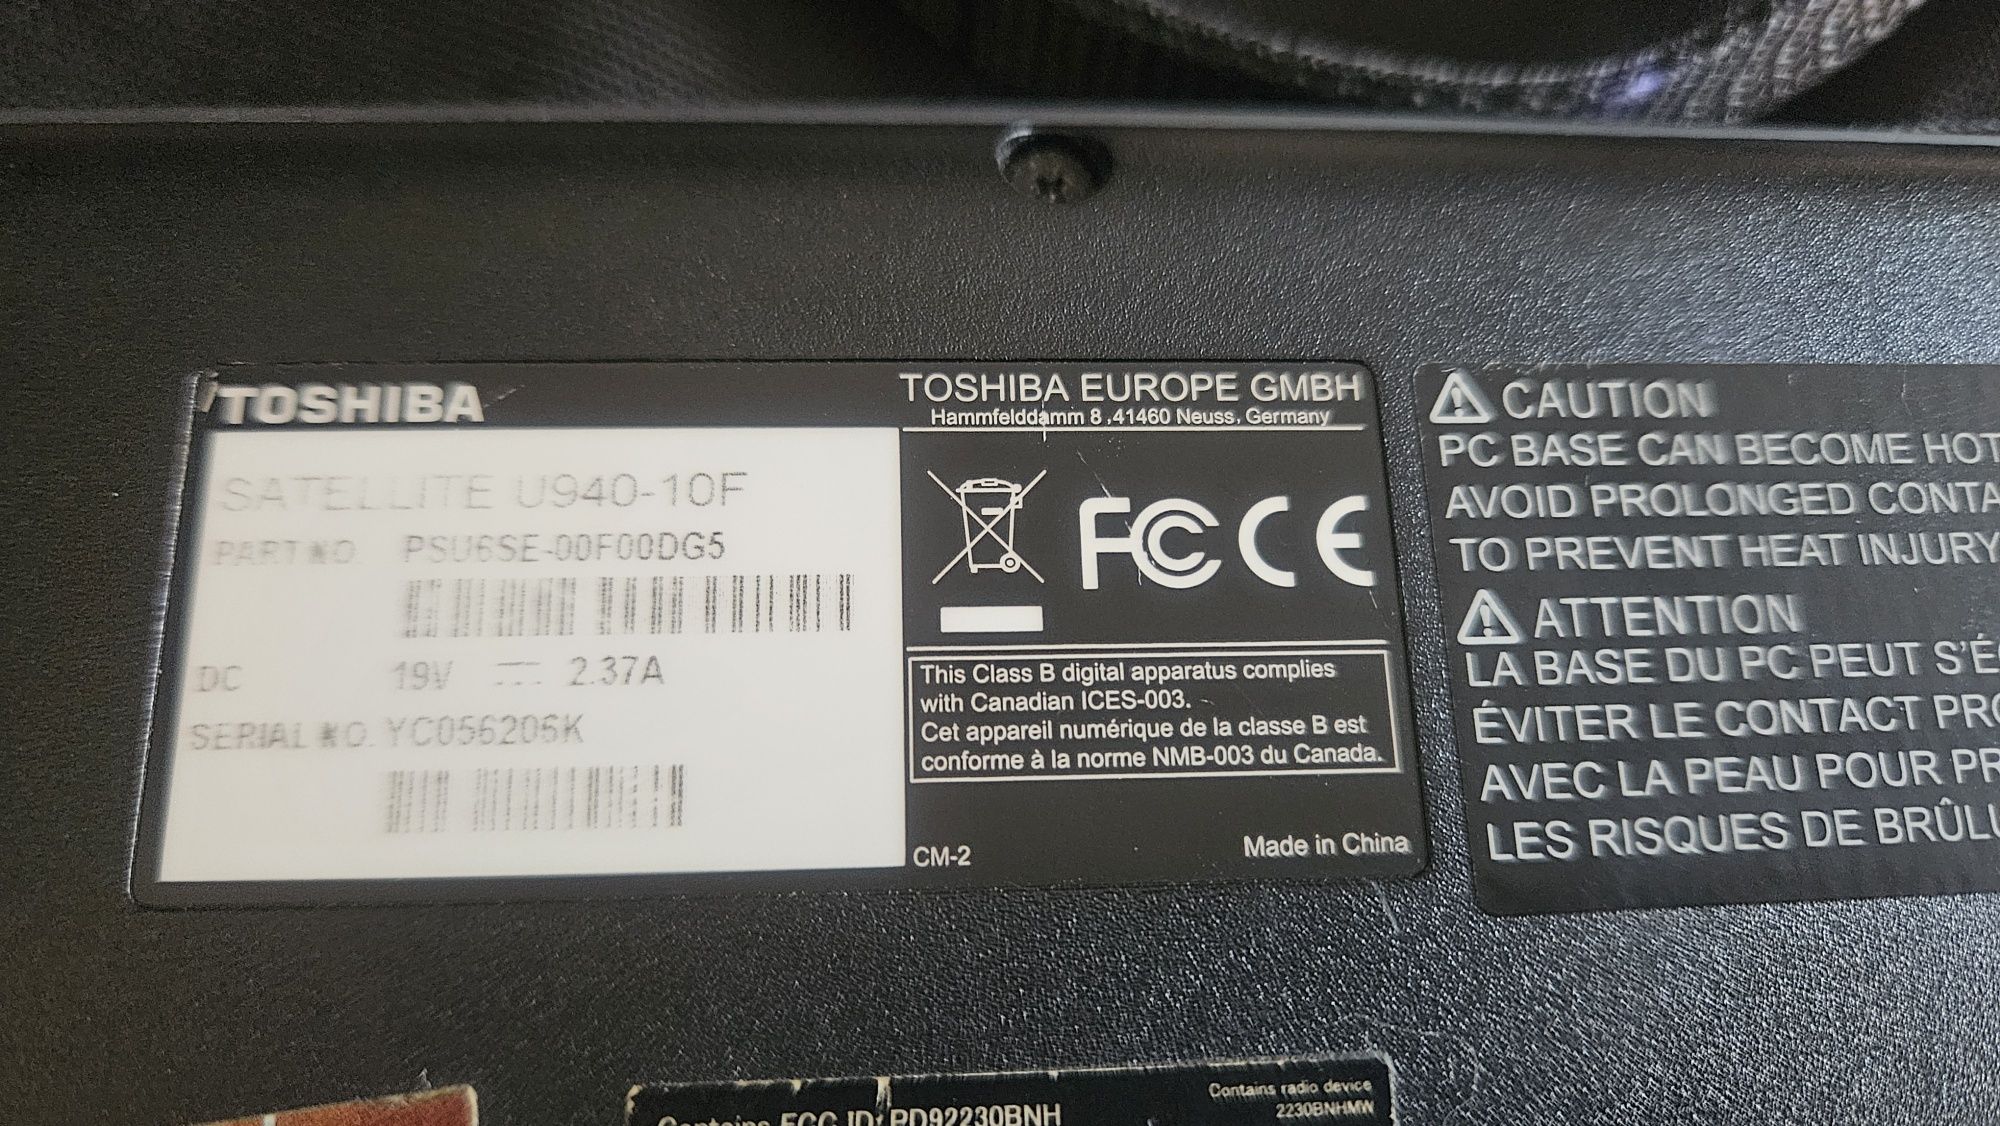 TOSHIBA
SATELLITE U940-10F
PART NO. PSU6SE-00F00DG5
DC 19V 2.37A
SERIAL NO. YC056206K
TOSHIBA EUROPE GMBH
Hammfelddamm 8 ,41460 Neuss, Germany
FC CE
This Class B digital apparatus complies
with Canadian ICES-003.
Cet appareil numérique de la classe B est
conforme à la norme NMB-003 du Canada.
CM-2 Made in China
CAUTION
PC BASE CAN BECOME HOT
AVOID PROLONGED CONTA
TO PREVENT HEAT INJURY
ATTENTION
LA BASE DU PC PEUT S'É
ÉVITER LE CONTACT PRO
AVEC LA PEAU POUR PR
LES RISQUES DE BRÛLU
Contains FCC ID: PD92230BNH
Contains radio device
2230BNHMW